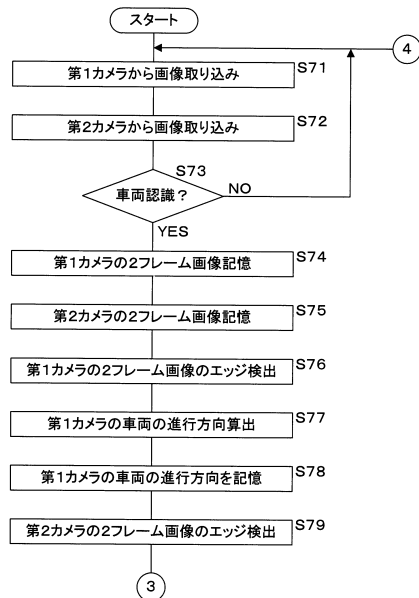 スタート
4
第1カメラから画像取り込み S71
第2カメラから画像取り込み S72
S73
車両認識? NO
YES
第1カメラの2フレーム画像記憶 S74
第2カメラの2フレーム画像記憶 S75
第1カメラの2フレーム画像のエッジ検出 S76
第1カメラの車両の進行方向算出 S77
第1カメラの車両の進行方向を記憶 S78
第2カメラの2フレーム画像のエッジ検出 S79
3